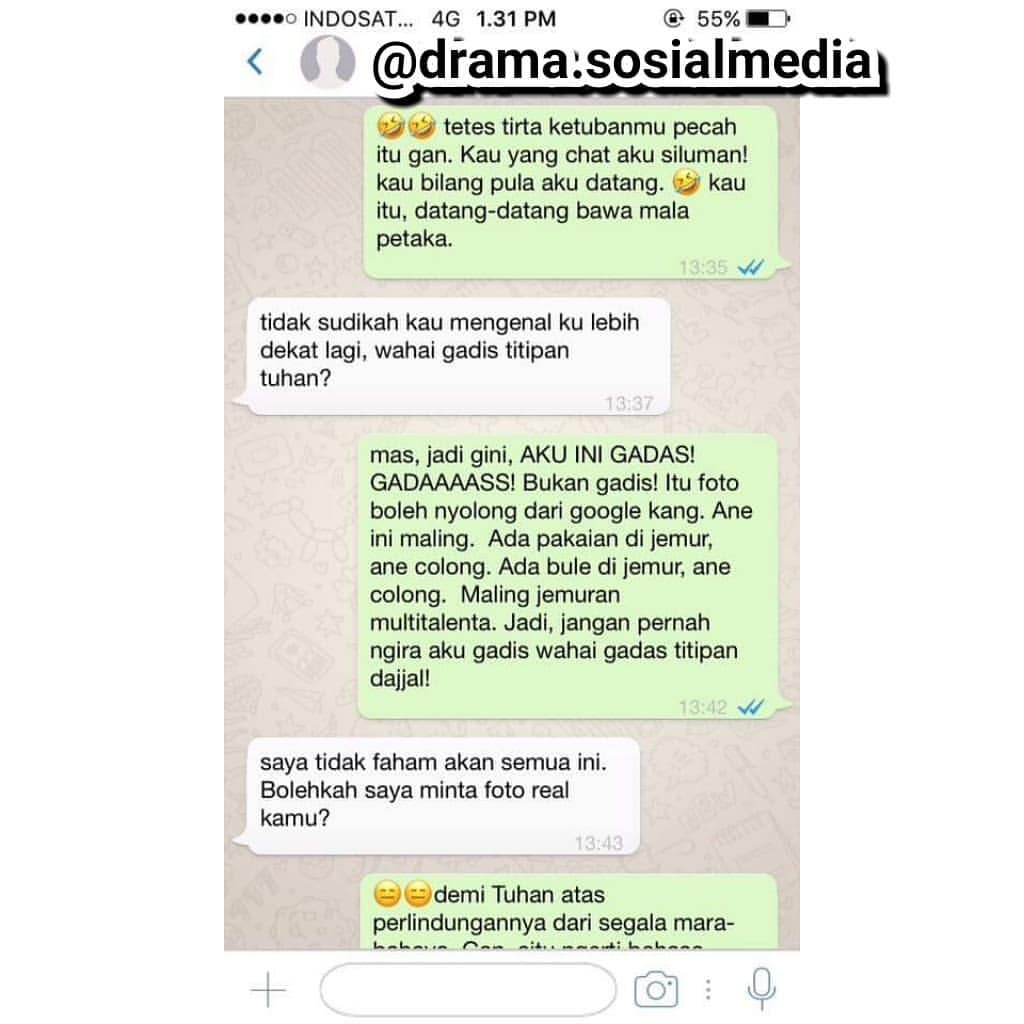 INDOSAT... 4G 1.31 PM 55%
@drama.sosialmedia
🤣🤣 tetes tirta ketubanmu pecah
itu gan. Kau yang chat aku siluman!
kau bilang pula aku datang. 🤣 kau
itu, datang-datang bawa mala
petaka.
13:35
tidak sudikah kau mengenal ku lebih
dekat lagi, wahai gadis titipan
tuhan?
13:37
mas, jadi gini, AKU INI GADAS!
GADAAAASS! Bukan gadis! Itu foto
boleh nyolong dari google kang. Ane
ini maling. Ada pakaian di jemur,
ane colong. Ada bule di jemur, ane
colong. Maling jemuran
multitalenta. Jadi, jangan pernah
ngira aku gadis wahai gadas titipan
dajjal!
13:42
saya tidak faham akan semua ini.
Bolehkah saya minta foto real
kamu?
13:43
😑😑demi Tuhan atas
perlindungannya dari segala mara-